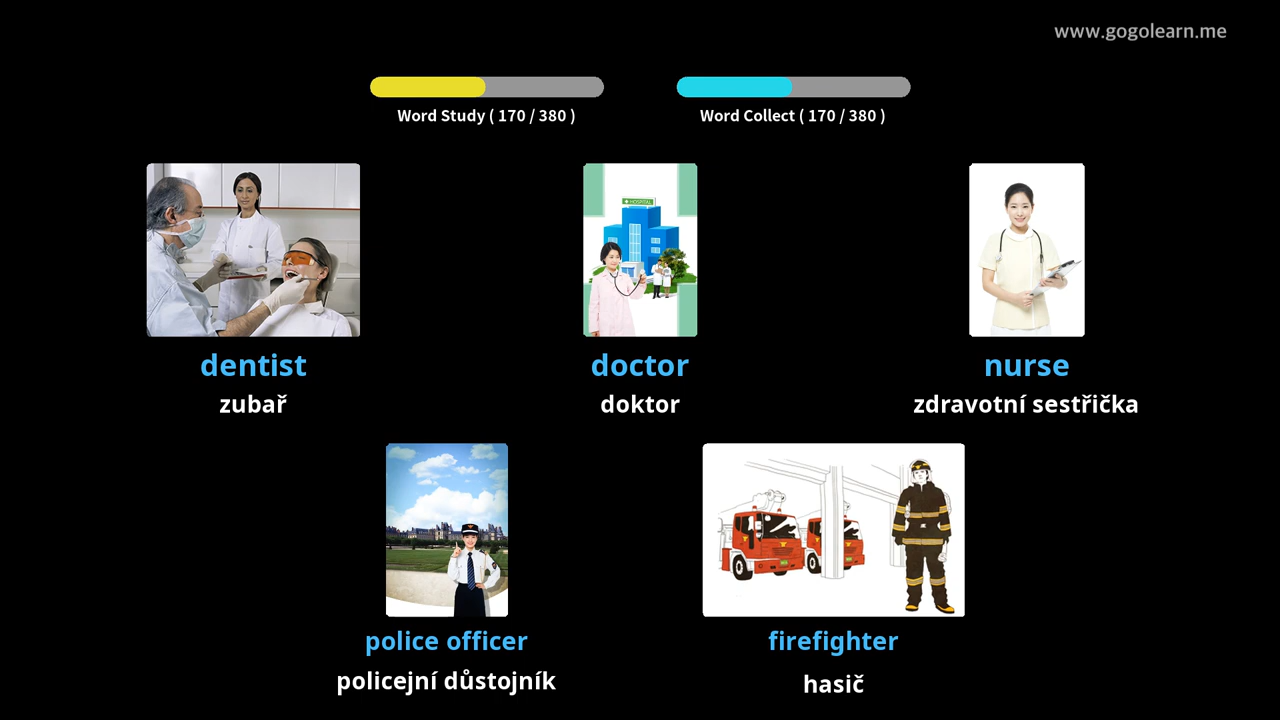 www.gogolearn.me
Word Study ( 170 / 380 )
Word Collect ( 170 / 380 )
HOSPITAL
dentist
doctor
nurse
zubař
doktor
zdravotní sestřička
police officer
firefighter
policejní důstojník
hasič